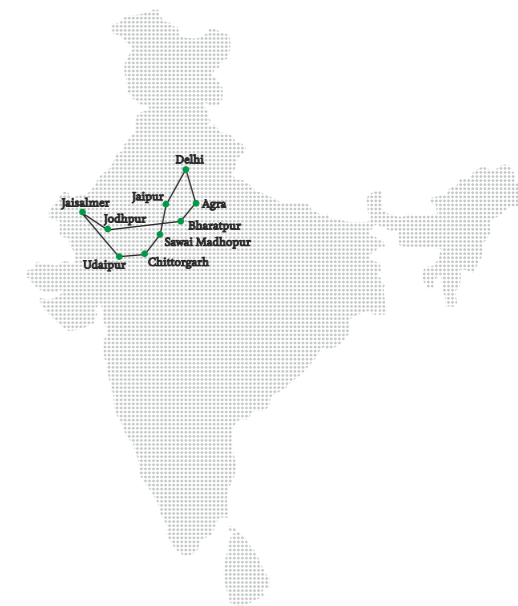 Delhi
Jaipur
Agra
Jaisalmer
Jodhpur
Bharatpur
Sawai Madhopur
Udaipur
Chittorgarh